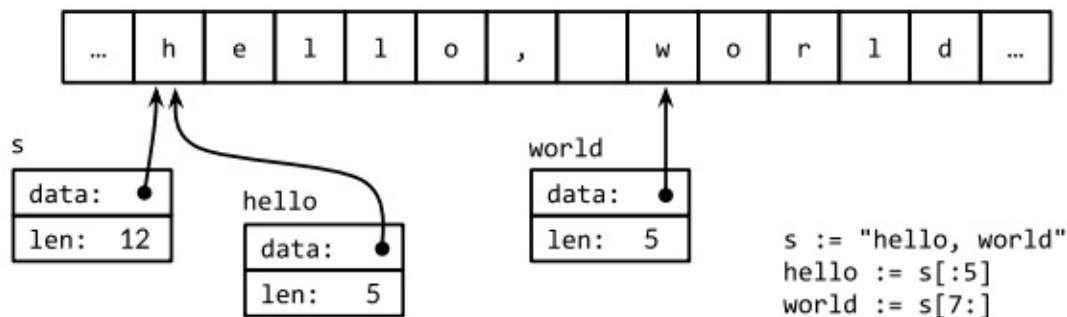 … h e l l o , w o r l d …
s
data:
len: 12
hello
data:
len: 5
world
data:
len: 5
s := "hello, world"
hello := s[:5]
world := s[7:]